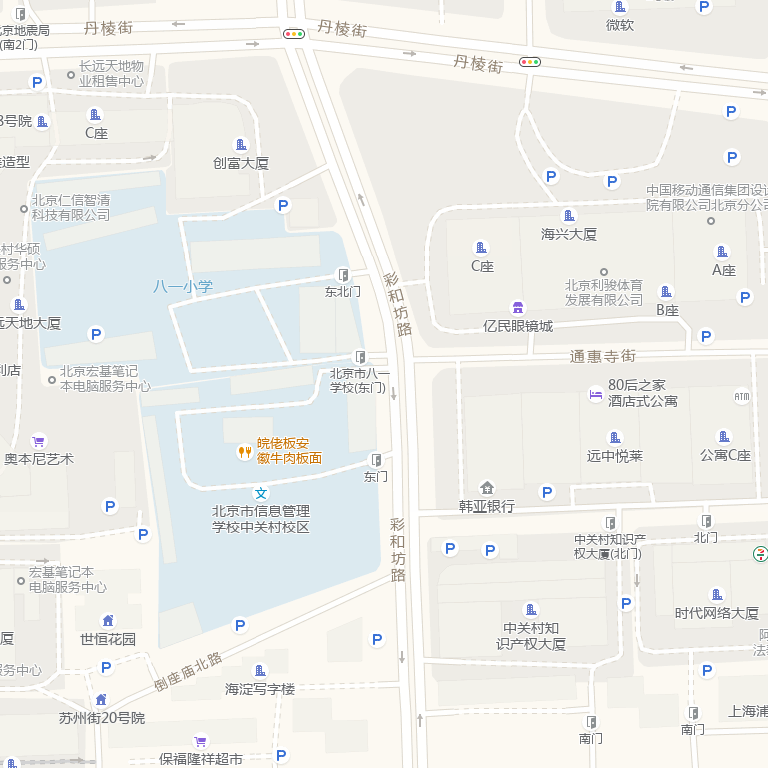 丹棱街
丹棱街
丹棱街
微软
北京地震局
(南2门)
长远天地物
业租售中心
P
P
P
P
3号院
C座
创富大厦
造型
北京仁信智清
科技有限公司
P
P
P
中国移动通信集团设计
院有限公司北京分公司
海兴大厦
村华硕
服务中心
C座
A座
八一小学
东北门
彩和坊路
北京利骏体育
发展有限公司
B座
P
远天地大厦
亿民眼镜城
P
P
北京市八一
学校(东门)
通惠寺街
利店
北京宏基笔记
本电脑服务中心
80后之家
酒店式公寓
ATM
奥本尼艺术
皖佬板安
徽牛肉板面
文
东门
远中悦莱
公寓C座
P
P
北京市信息管理
学校中关村校区
韩亚银行
P
彩和坊路
中关村知识产
权大厦(北门)
北门
P
P
宏基笔记本
电脑服务中心
P
时代网络大厦
世恒花园
P
P
中关村知
识产权大厦
厦
服务中心
P
倒座庙北路
海淀写字楼
P
阿
法
苏州街20号院
上海浦
南门
南门
保福隆祥超市
P